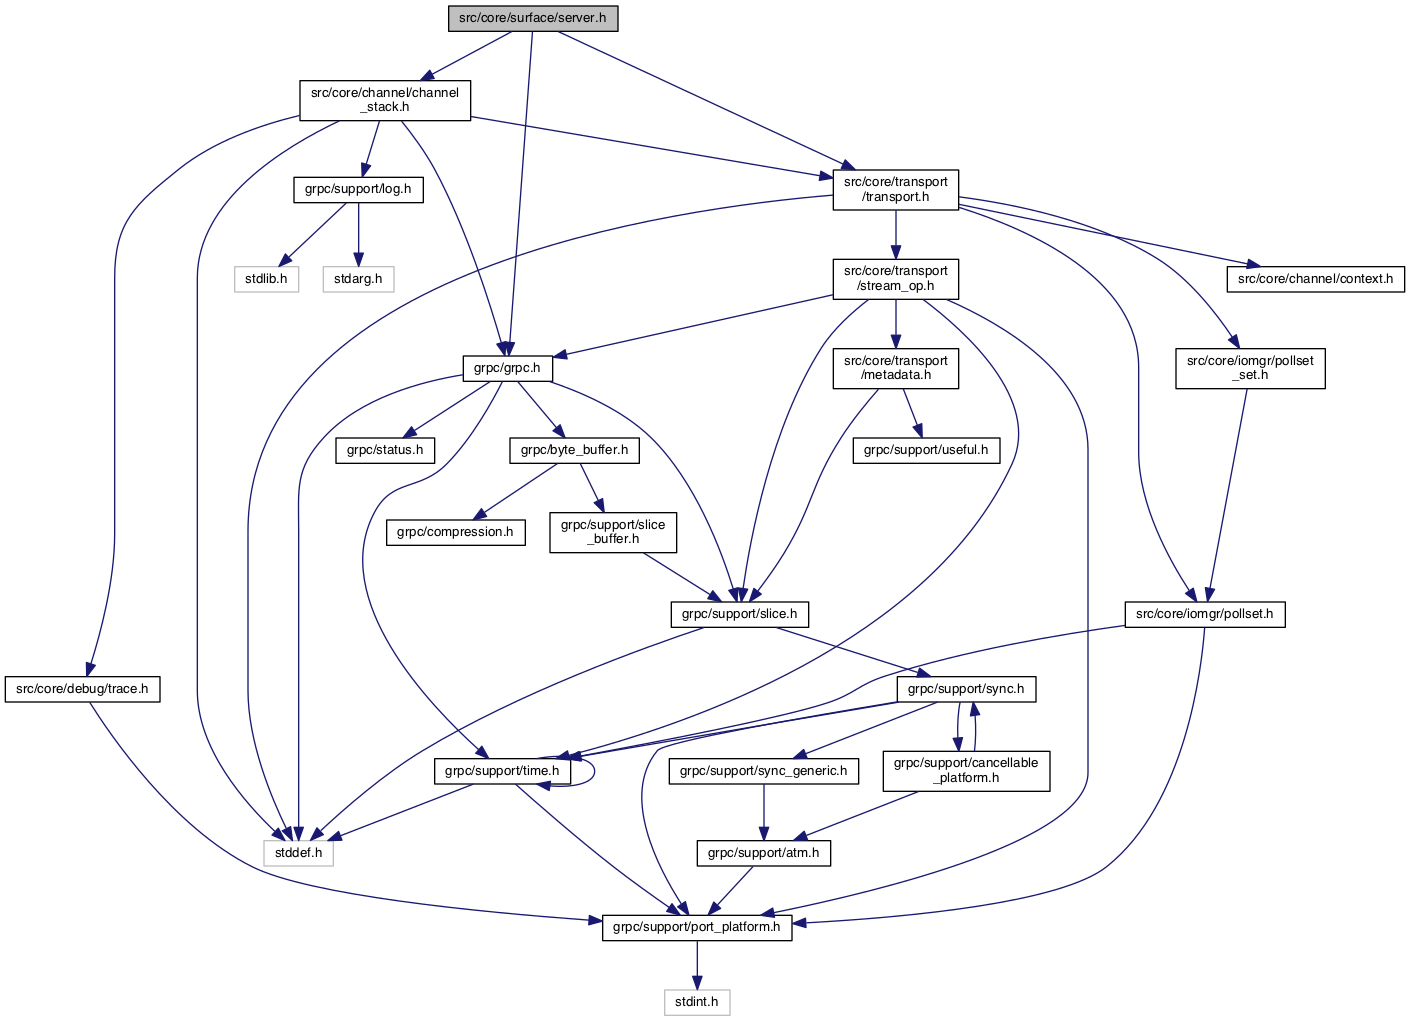 src/core/surface/server.h
src/core/channel/channel
_stack.h
grpc/support/log.h
src/core/transport
/transport.h
stdlib.h
stdarg.h
src/core/transport
/stream_op.h
src/core/channel/context.h
grpc/grpc.h
src/core/transport
/metadata.h
src/core/iomgr/pollset
_set.h
grpc/status.h
grpc/byte_buffer.h
grpc/support/useful.h
grpc/compression.h
grpc/support/slice
_buffer.h
grpc/support/slice.h
src/core/iomgr/pollset.h
src/core/debug/trace.h
grpc/support/sync.h
grpc/support/time.h
grpc/support/sync_generic.h
grpc/support/cancellable
_platform.h
stddef.h
grpc/support/atm.h
grpc/support/port_platform.h
stdint.h